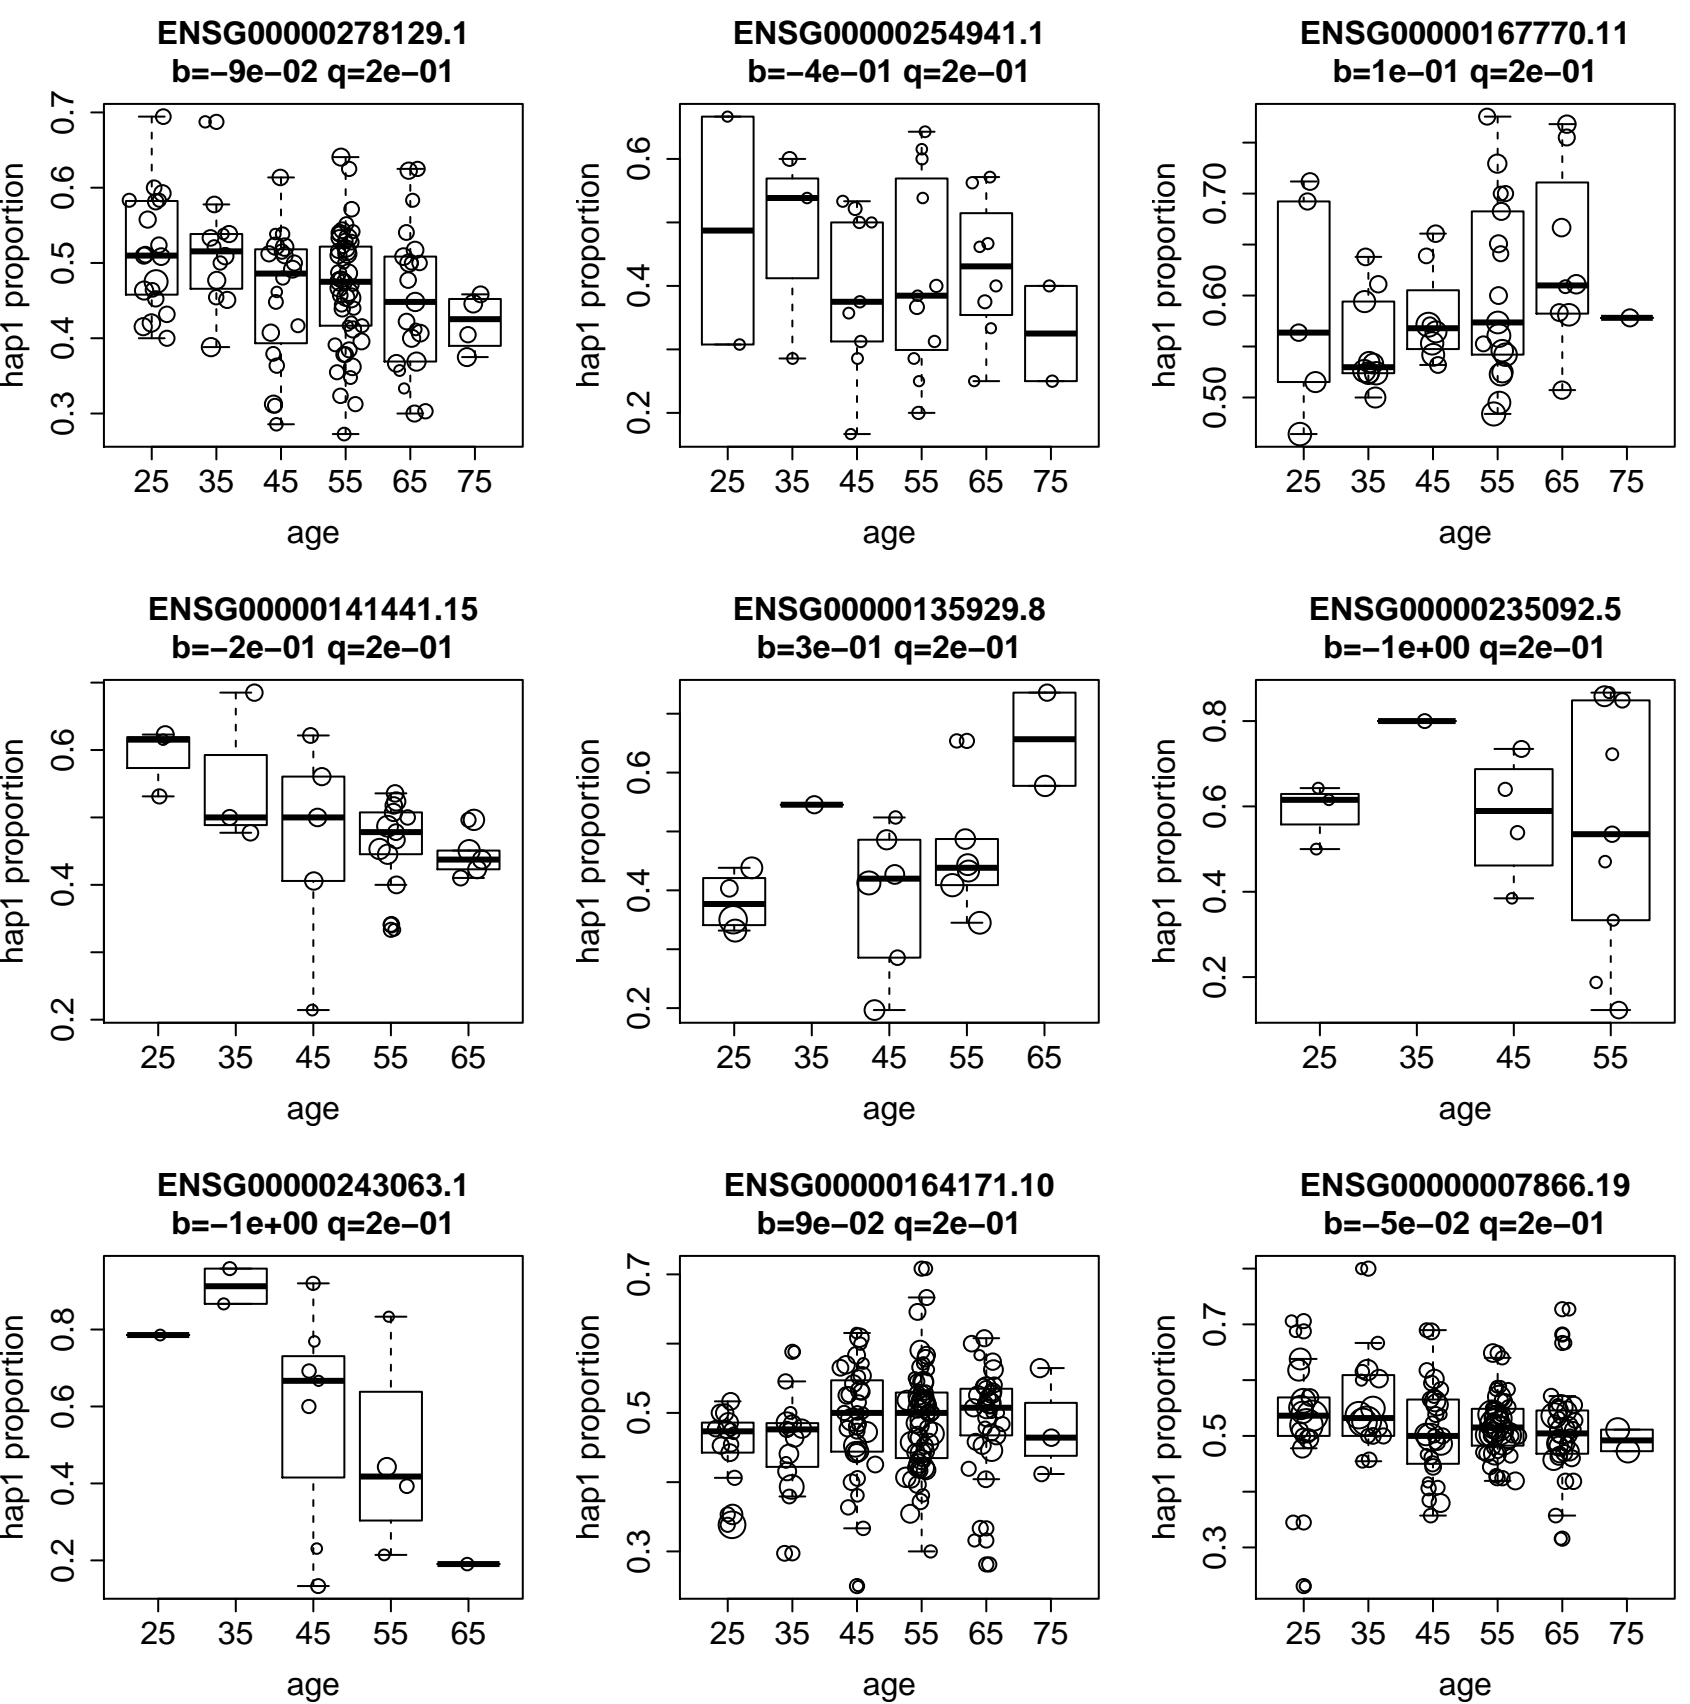 ENSG00000278129.1
b=−9e−02 q=2e−01
hap1 proportion
0.3 0.4 0.5 0.6 0.7
25 35 45 55 65 75
age
ENSG00000254941.1
b=−4e−01 q=2e−01
hap1 proportion
0.2 0.4 0.6
25 35 45 55 65 75
age
ENSG00000167770.11
b=1e−01 q=2e−01
hap1 proportion
0.50 0.60 0.70
25 35 45 55 65 75
age
ENSG00000141441.15
b=−2e−01 q=2e−01
hap1 proportion
0.2 0.4 0.6
25 35 45 55 65
age
ENSG00000135929.8
b=3e−01 q=2e−01
hap1 proportion
0.2 0.4 0.6
25 35 45 55 65
age
ENSG00000235092.5
b=−1e+00 q=2e−01
hap1 proportion
0.2 0.4 0.6 0.8
25 35 45 55
age
ENSG00000243063.1
b=−1e+00 q=2e−01
hap1 proportion
0.2 0.4 0.6 0.8
25 35 45 55 65
age
ENSG00000164171.10
b=9e−02 q=2e−01
hap1 proportion
0.3 0.5 0.7
25 35 45 55 65 75
age
ENSG00000007866.19
b=−5e−02 q=2e−01
hap1 proportion
0.3 0.5 0.7
25 35 45 55 65 75
age